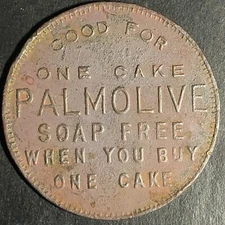 GOOD FOR
ONE CAKE
PALMOLIVE
SOAP FREE
WHEN YOU BUY
ONE CAKE